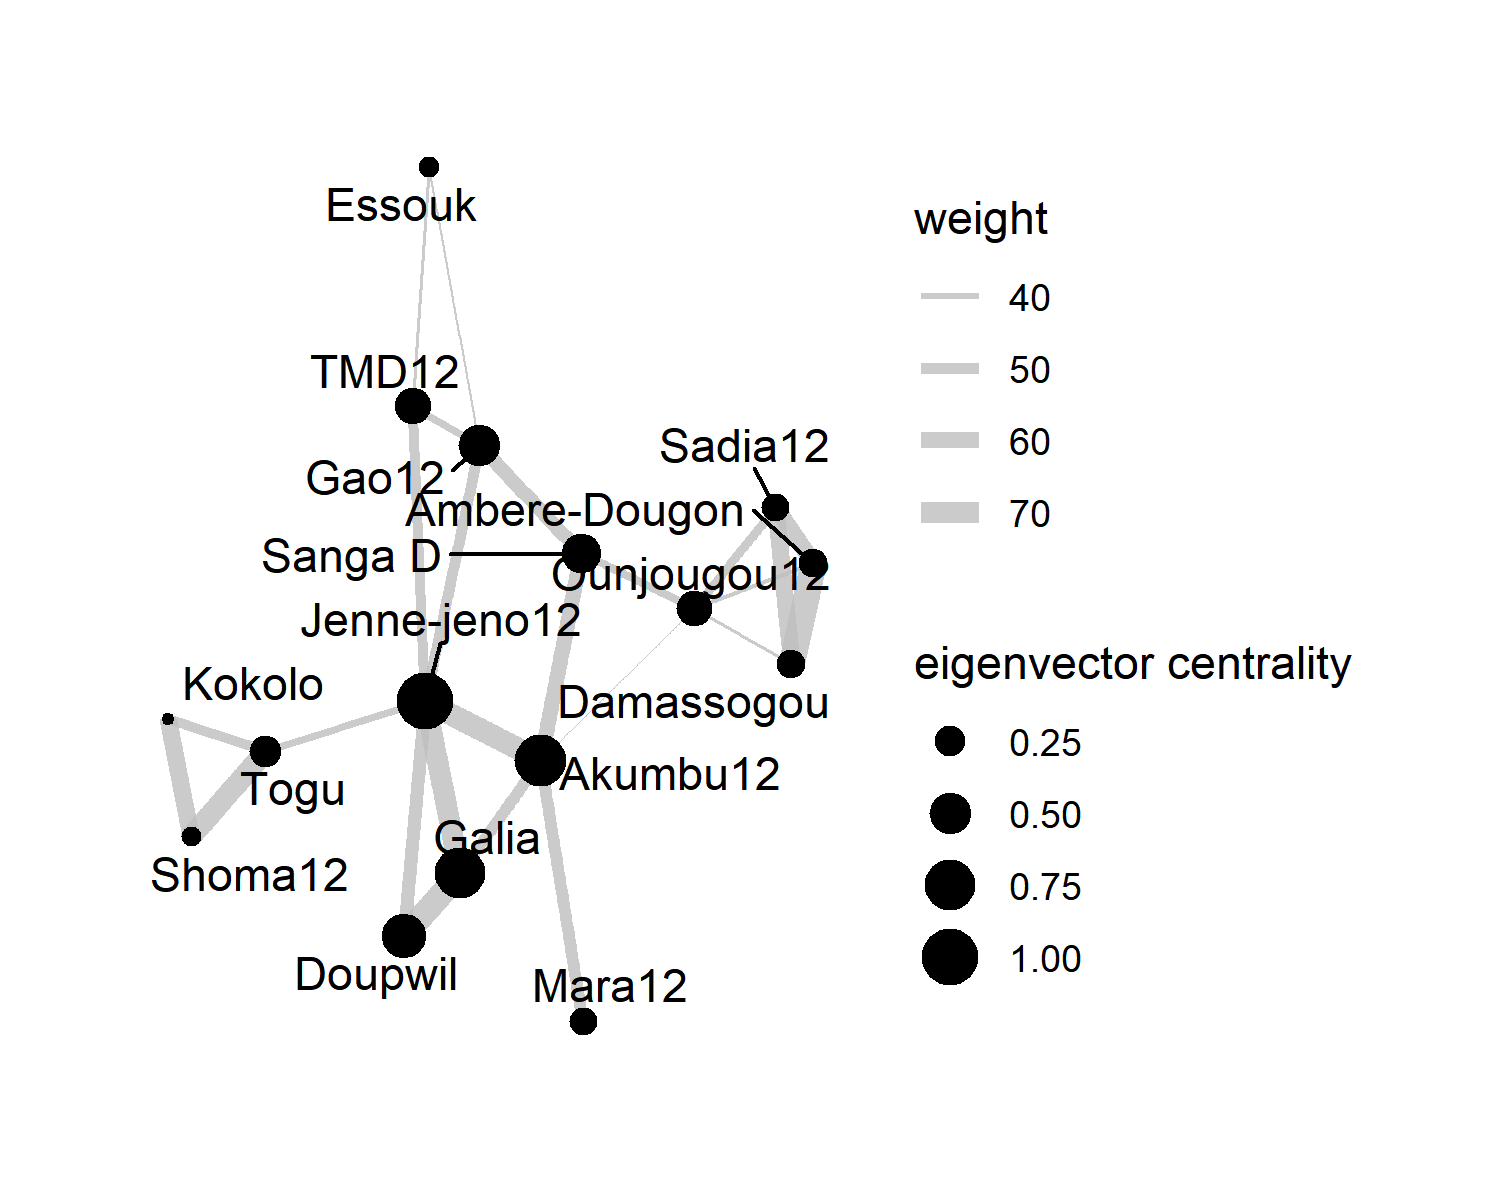 Essouk
TMD12
Gao12
Sadia12
Ambere-Dougon
Sanga D
Ounjougou12
Jenne-jeno12
Kokolo
Damassogou
Togu
Akumbu12
Galia
Shoma12
Doupwil
Mara12
weight
40
50
60
70
eigenvector centrality
0.25
0.50
0.75
1.00